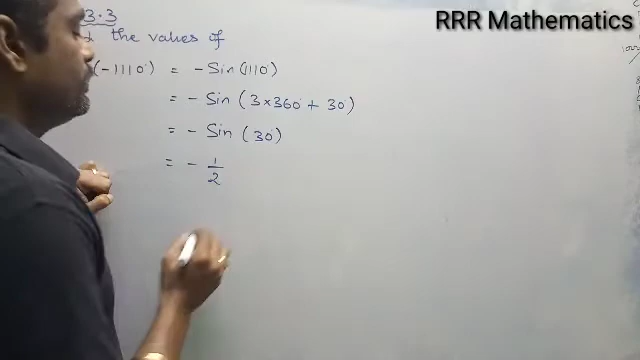 RRR Mathematics
3.3
the values of
(-1110°) = - Sin(1110°)
= - Sin (3×360° + 30°)
= - Sin (30°)
= - 1/2